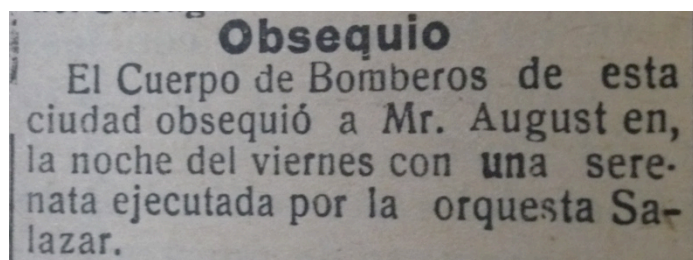 Obsequio
El Cuerpo de Bomberos de esta
ciudad obsequió a Mr. August en,
la noche del viernes con una sere-
nata ejecutada por la orquesta Sa-
lazar.